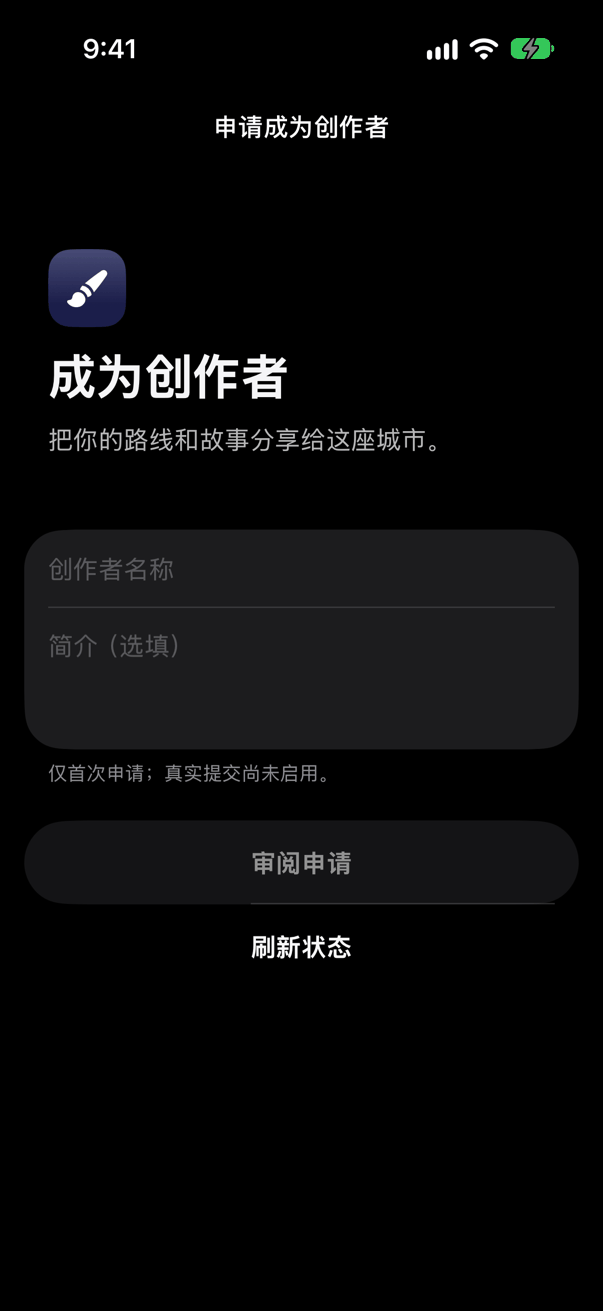 9:41
申请成为创作者
成为创作者
把你的路线和故事分享给这座城市。
创作者名称
简介（选填）
仅首次申请；真实提交尚未启用。
审阅申请
刷新状态